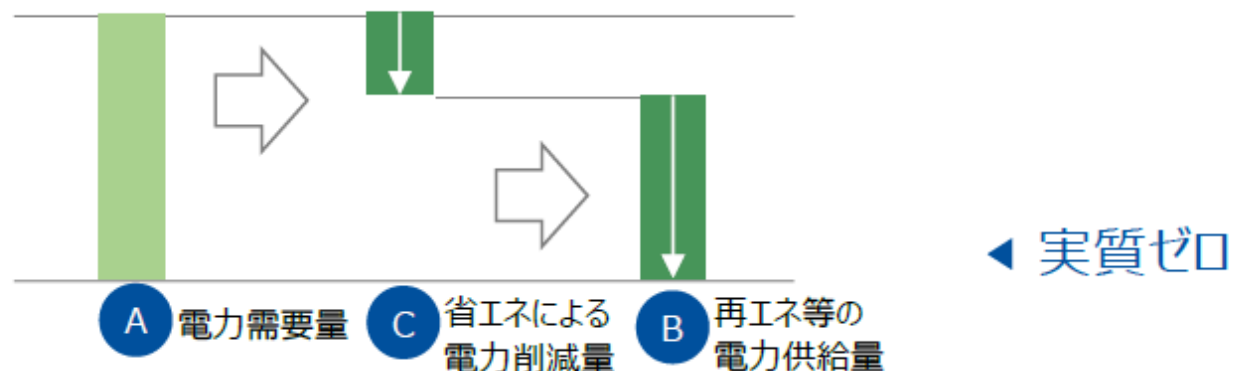 ◀ 実質ゼロ
A 電力需要量
C 省エネによる
電力削減量
B 再エネ等の
電力供給量